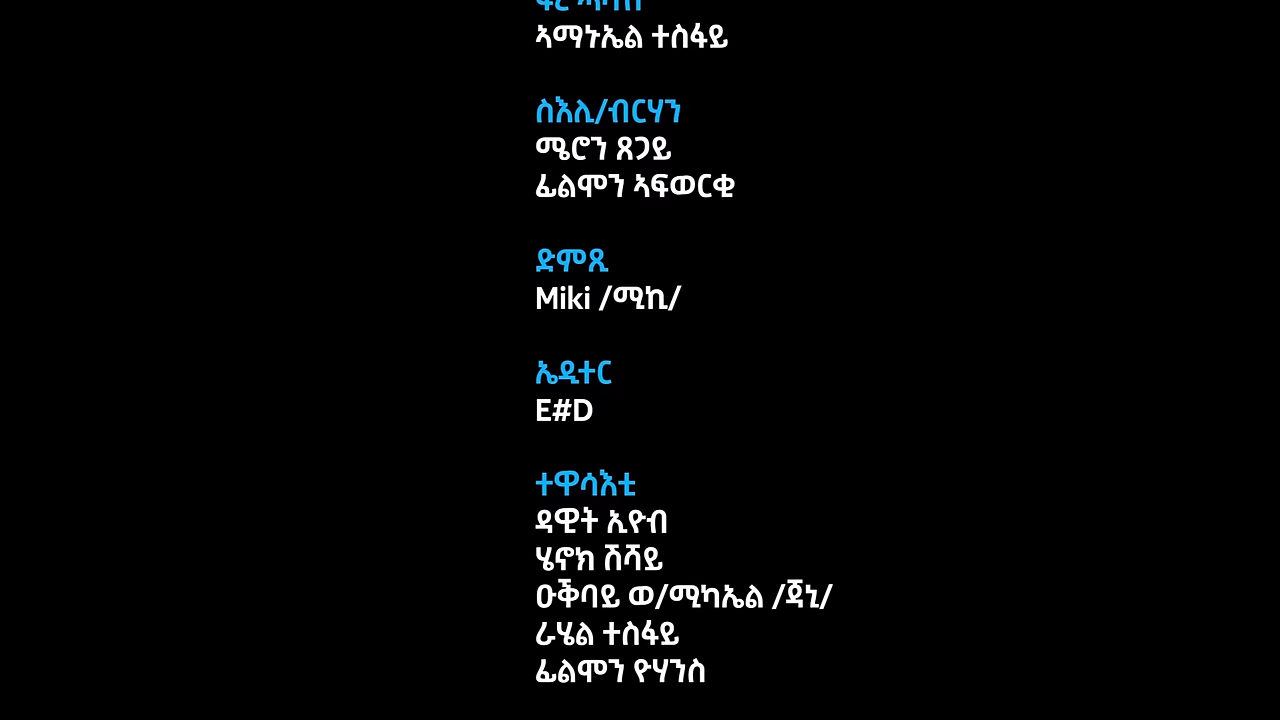 ኣማኑኤል ተስፋይ
ስእሊ/ብርሃን
ሜሮን ጸጋይ
ፊልሞን ኣፍወርቂ
ድምጺ
Miki /ሚኪ/
ኤዲተር
E#D
ተዋሳእቲ
ዳዊት ኢዮብ
ሄኖክ ሽሻይ
ዑቕባይ ወ/ሚካኤል /ጃኒ/
ራሄል ተስፋይ
ፊልሞን ዮሃንስ